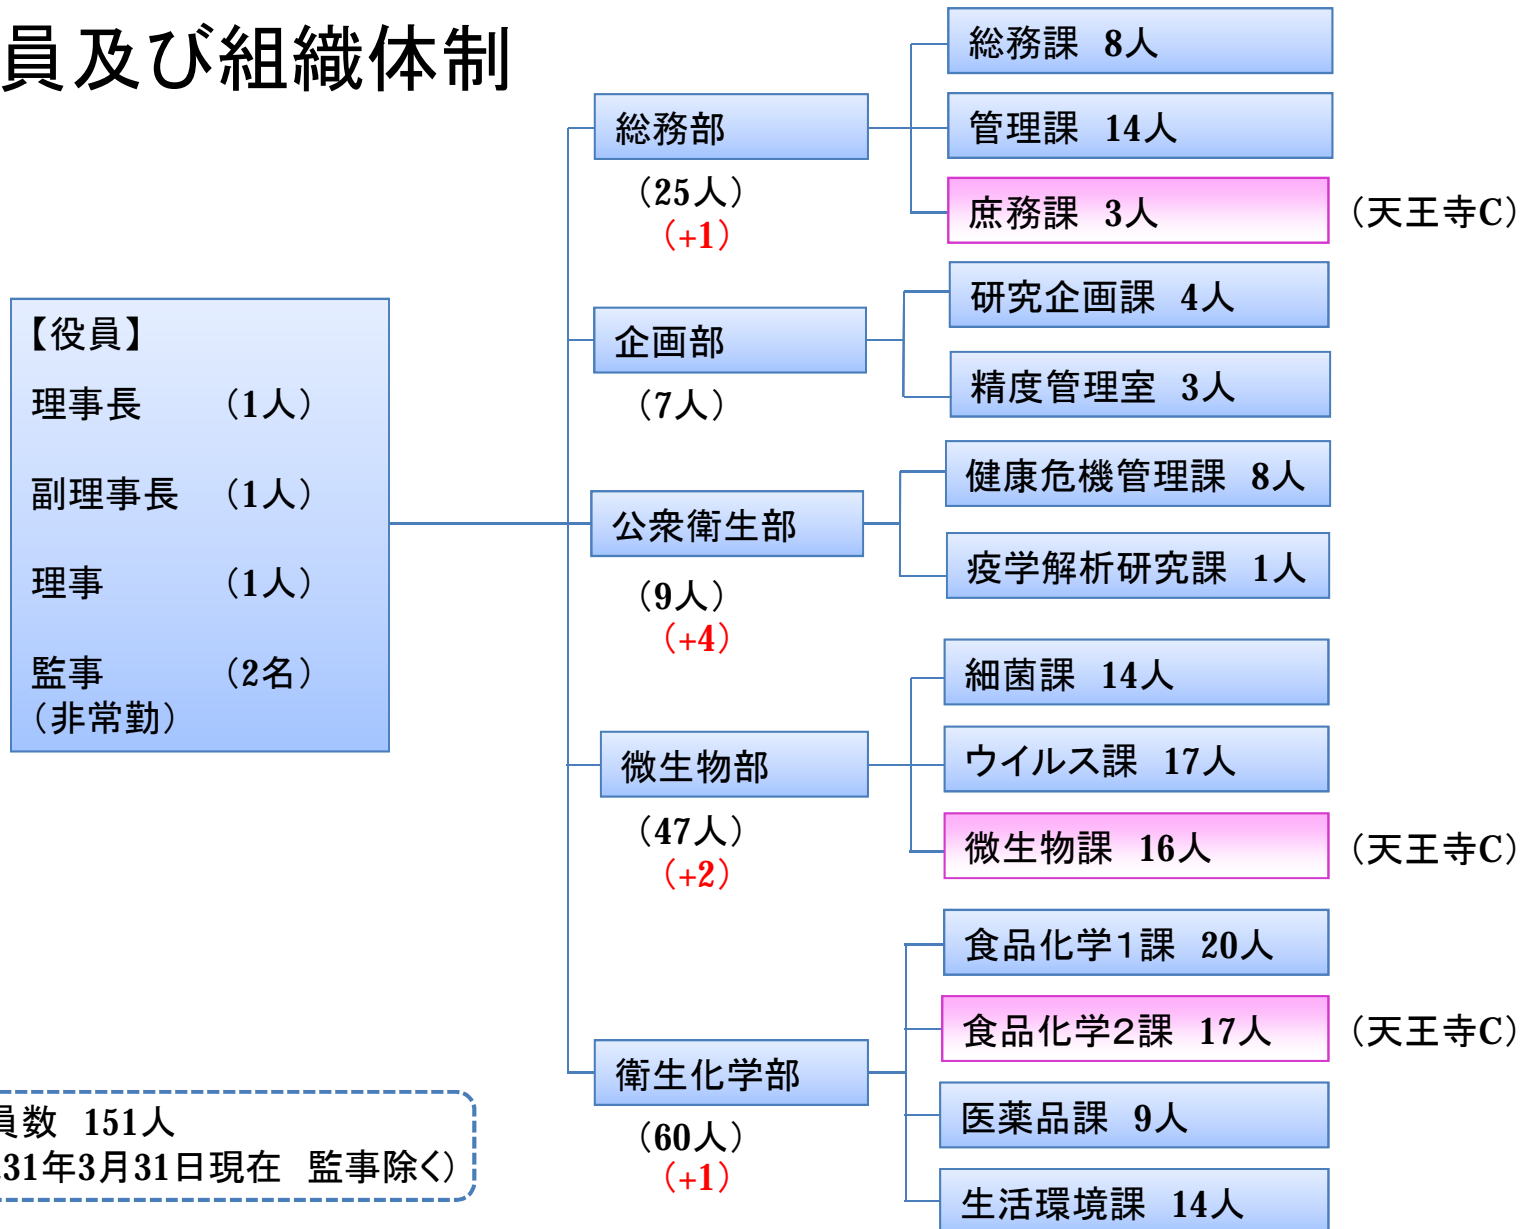 員及び組織体制
【役員】
理事長 (1人)
副理事長 (1人)
理事 (1人)
監事 (2名)
(非常勤)
総務部
(25人)
(+1)
総務課 8人
管理課 14人
庶務課 3人 (天王寺C)
企画部
(7人)
研究企画課 4人
精度管理室 3人
公衆衛生部
(9人)
(+4)
健康危機管理課 8人
疫学解析研究課 1人
微生物部
(47人)
(+2)
細菌課 14人
ウイルス課 17人
微生物課 16人 (天王寺C)
衛生化学部
(60人)
(+1)
食品化学1課 20人
食品化学2課 17人 (天王寺C)
医薬品課 9人
生活環境課 14人
員数 151人
31年3月31日現在 監事除く)